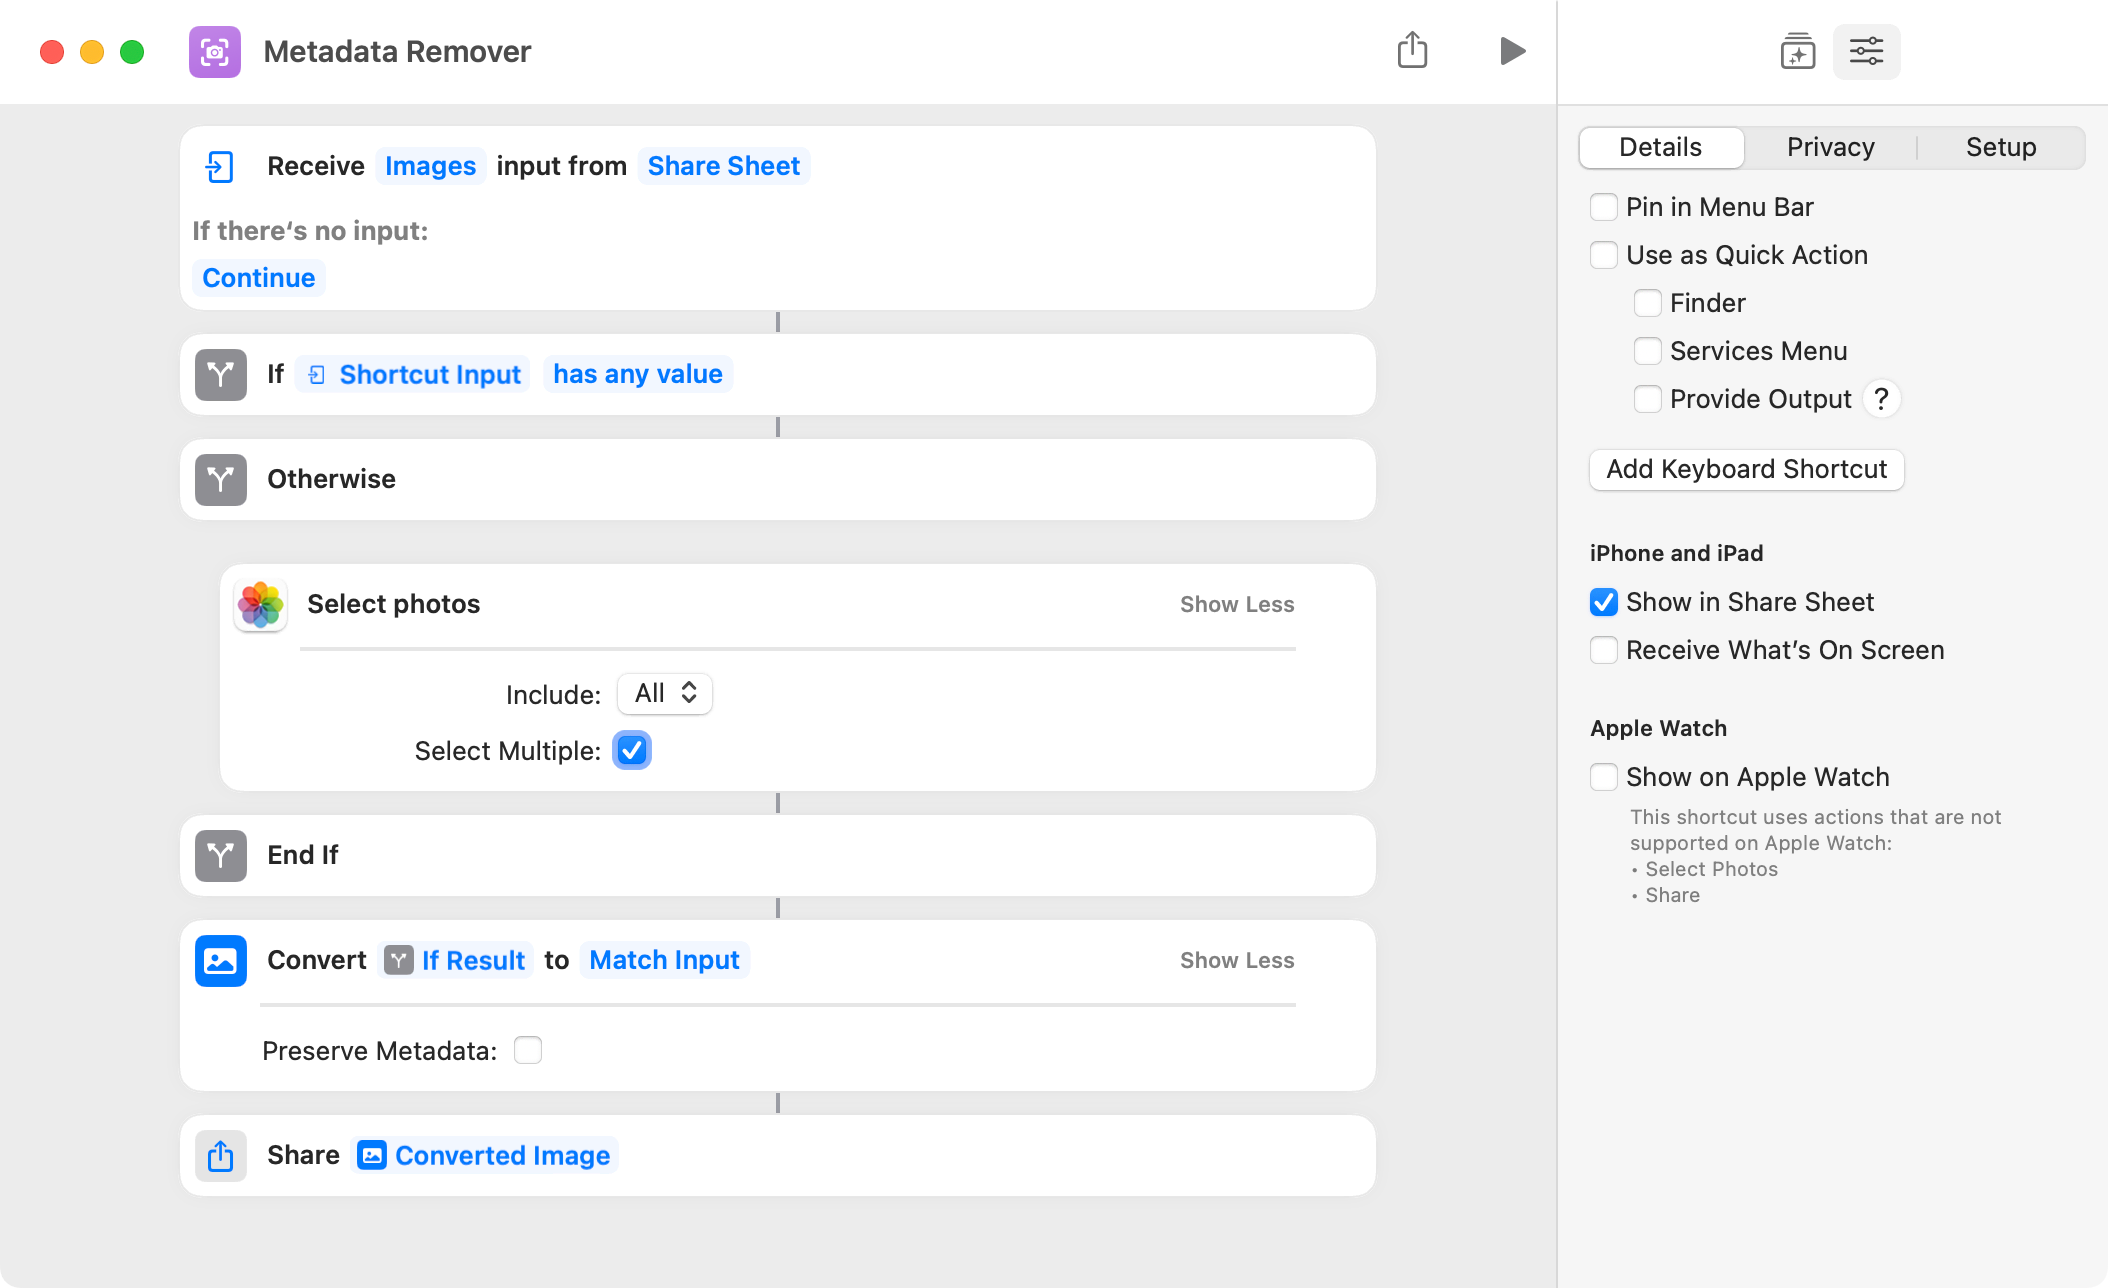 Metadata Remover
Receive Images input from Share Sheet
If there‘s no input:
Continue
If Shortcut Input has any value
Otherwise
Select photos Show Less
Include: All
Select Multiple:
End If
Convert If Result to Match Input Show Less
Preserve Metadata:
Share Converted Image
Details Privacy Setup
Pin in Menu Bar
Use as Quick Action
Finder
Services Menu
Provide Output ?
Add Keyboard Shortcut
iPhone and iPad
Show in Share Sheet
Receive What’s On Screen
Apple Watch
Show on Apple Watch
This shortcut uses actions that are not
supported on Apple Watch:
• Select Photos
• Share